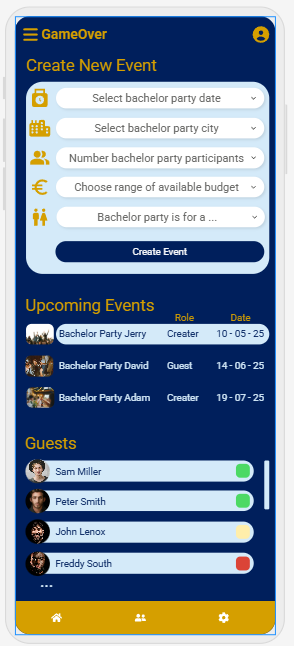 GameOver
Create New Event
Select bachelor party date
Select bachelor party city
Number bachelor party participants
Choose range of available budget
Bachelor party is for a ...
Create Event
Upcoming Events
Role Date
Bachelor Party Jerry Creater 10 - 05 - 25
Bachelor Party David Guest 14 - 06 - 25
Bachelor Party Adam Creater 19 - 07 - 25
Guests
Sam Miller
Peter Smith
John Lenox
Freddy South
...